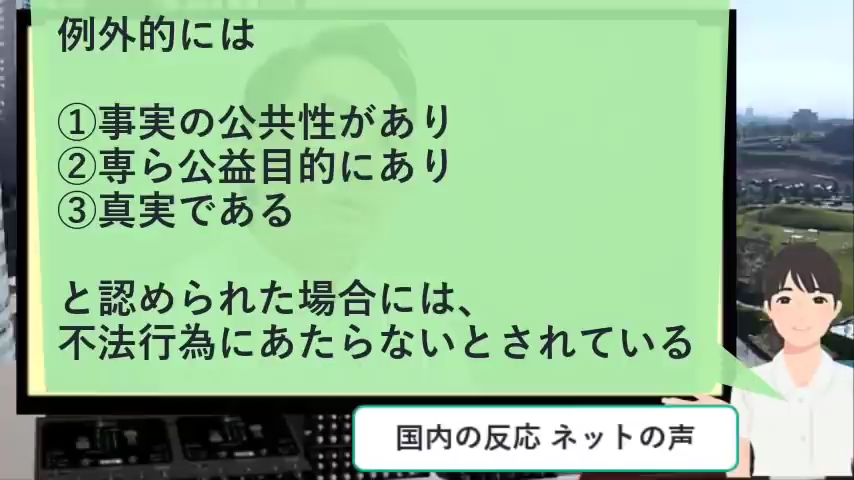 例外的には
①事実の公共性があり
②専ら公益目的にあり
③真実である
と認められた場合には、
不法行為にあたらないとされている
国内の反応 ネットの声